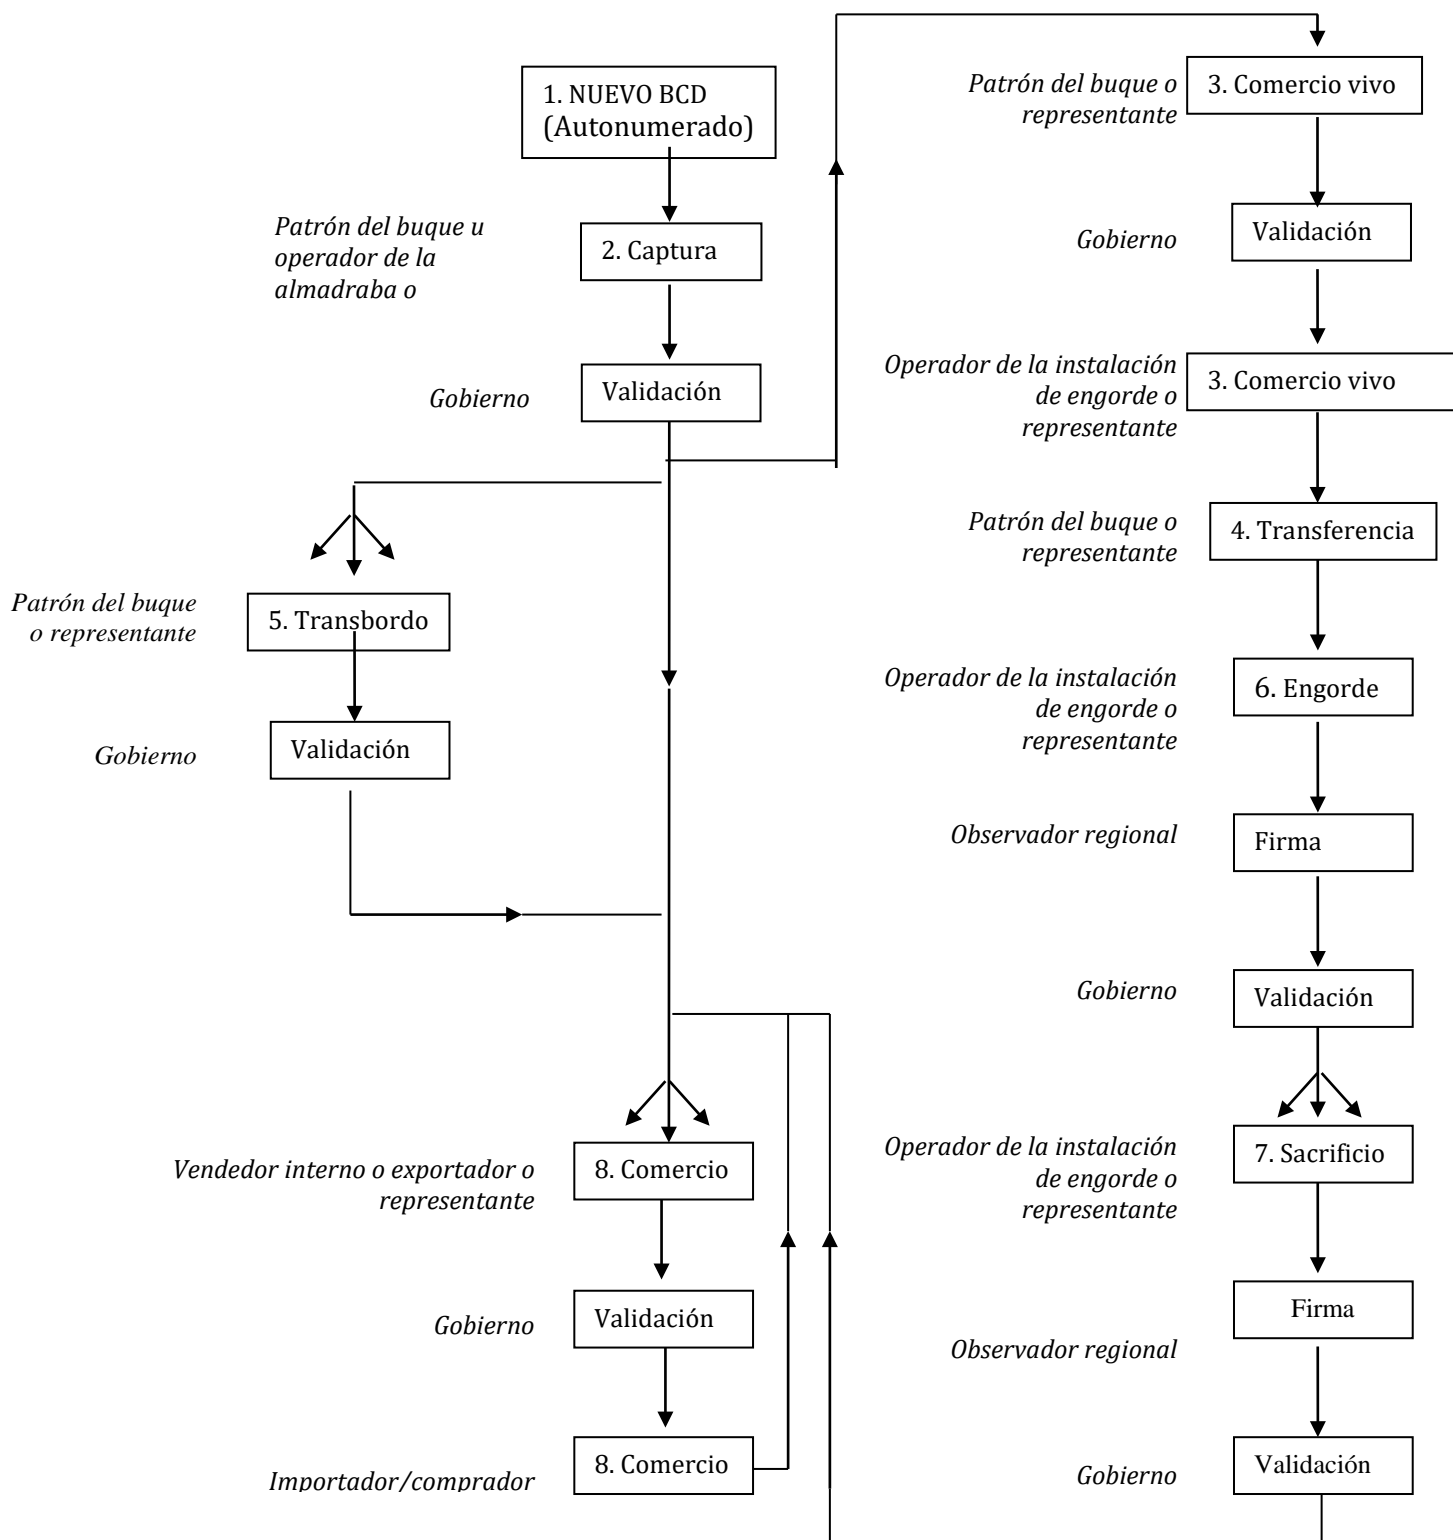 1. NUEVO BCD
(Autonumerado)
Patrón del buque u
operador de la
almadraba o
2. Captura
Gobierno
Validación
Patrón del buque
o representante
5. Transbordo
Gobierno
Validación
Vendedor interno o exportador o
representante
8. Comercio
Gobierno
Validación
Importador/comprador
8. Comercio
Patrón del buque o
representante
3. Comercio vivo
Gobierno
Validación
Operador de la instalación
de engorde o
representante
3. Comercio vivo
Patrón del buque o
representante
4. Transferencia
Operador de la instalación
de engorde o
representante
6. Engorde
Observador regional
Firma
Gobierno
Validación
Operador de la instalación
de engorde o
representante
7. Sacrificio
Firma
Observador regional
Gobierno
Validación